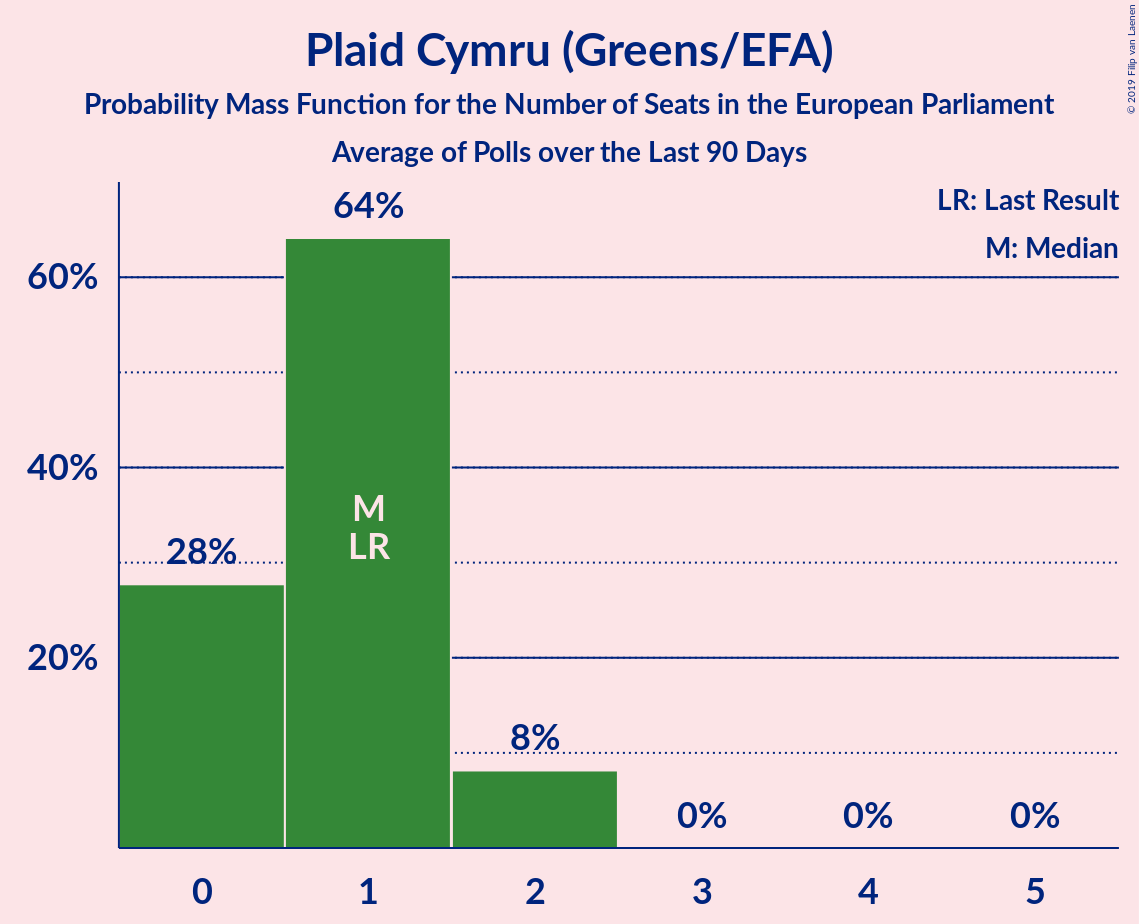 Plaid Cymru (Greens/EFA)
Probability Mass Function for the Number of Seats in the European Parliament
Average of Polls over the Last 90 Days
© 2019 Filip van Laenen
LR: Last Result
M: Median
64%
60%
40%
M
LR
28%
20%
8%
0% 0% 0%
0 1 2 3 4 5